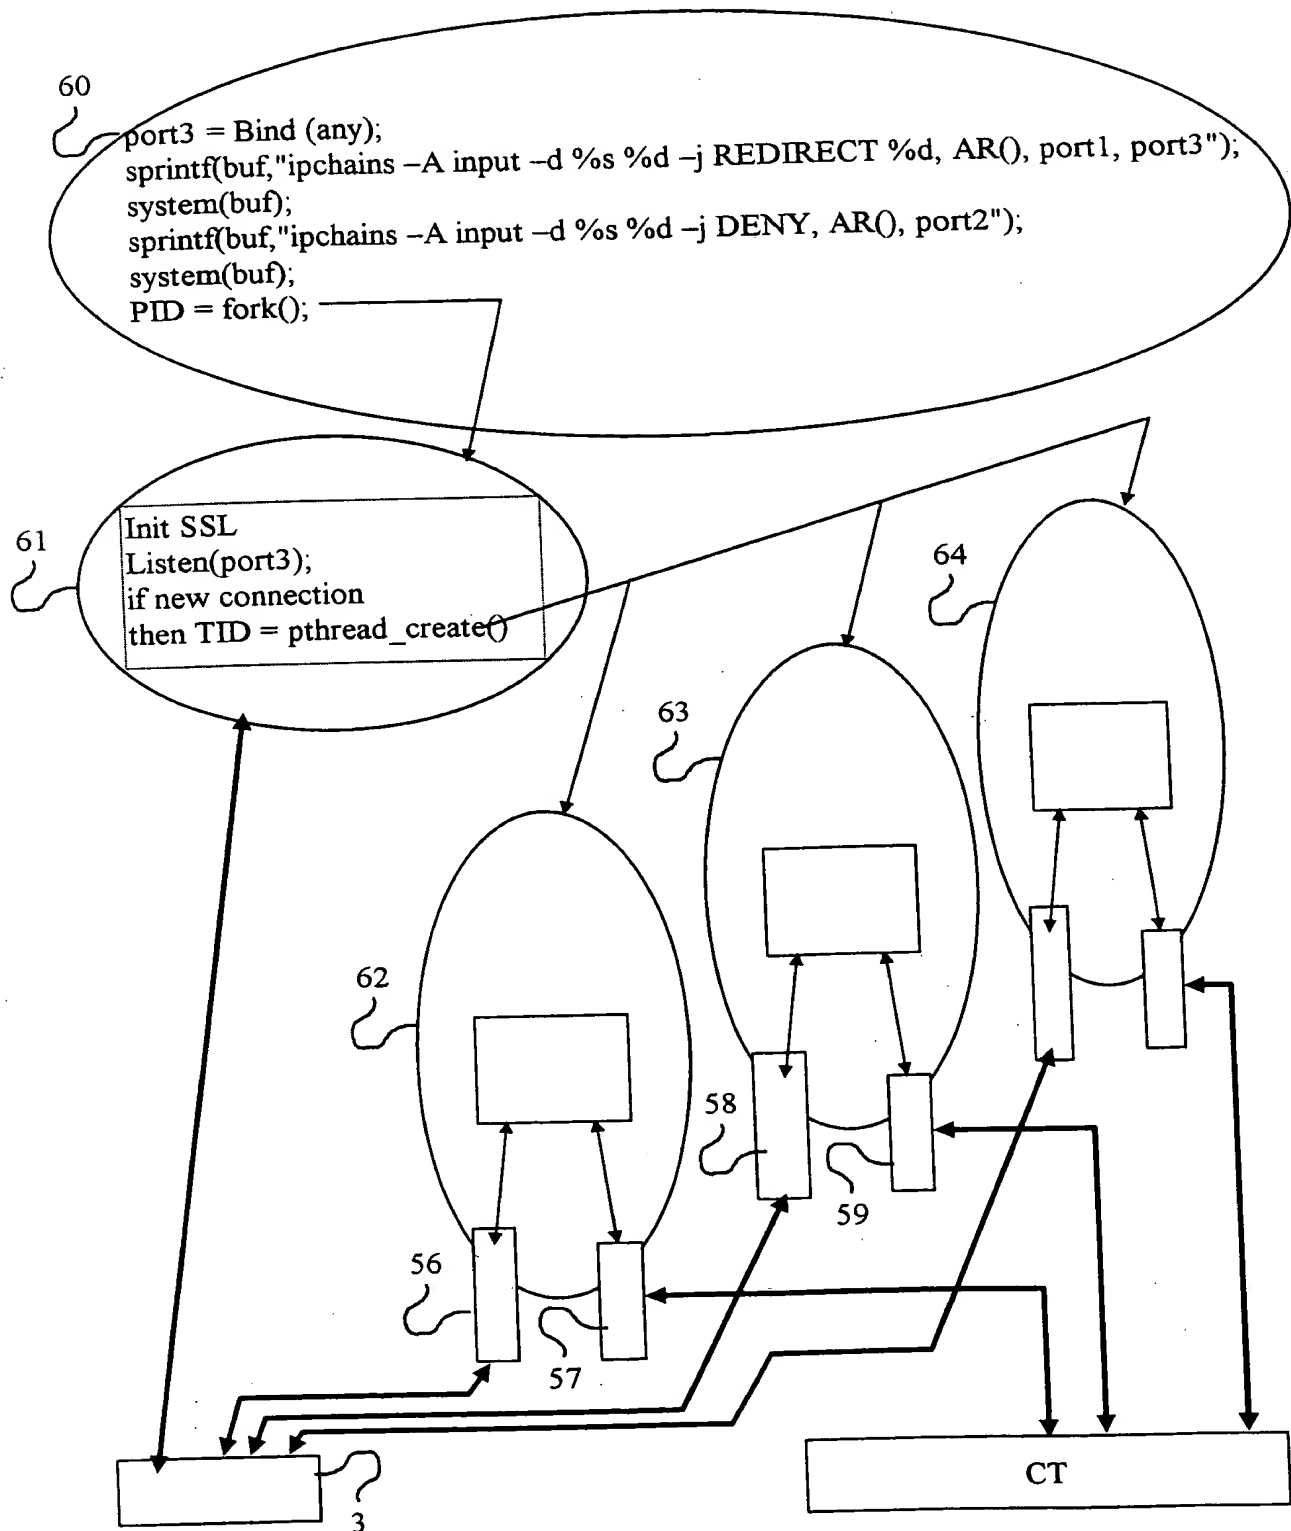 60
port3 = Bind (any);
sprintf(buf,"ipchains –A input –d %s %d –j REDIRECT %d, AR(), port1, port3");
system(buf);
sprintf(buf,"ipchains –A input –d %s %d –j DENY, AR(), port2");
system(buf);
PID = fork();
61
Init SSL
Listen(port3);
if new connection
then TID = pthread_create()
64
63
62
58
59
56
57
3
CT